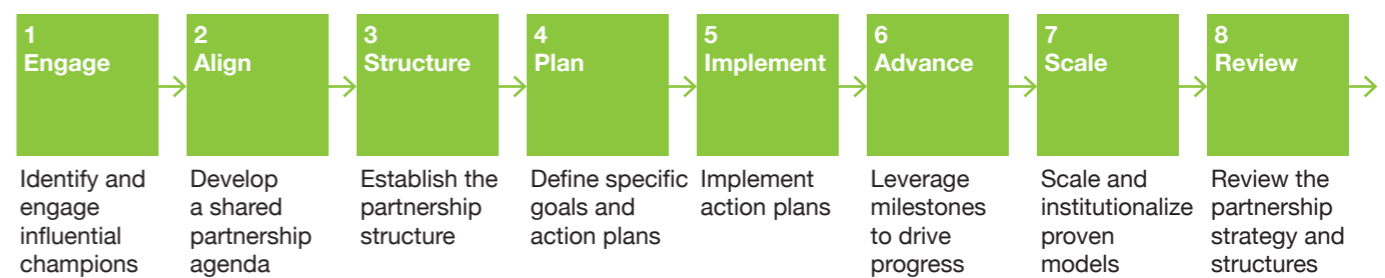 1
Engage
Identify and
engage
influential
champions
2
Align
Develop
a shared
partnership
agenda
3
Structure
Establish the
partnership
structure
4
Plan
Define specific
goals and
action plans
5
Implement
Implement
action plans
6
Advance
Leverage
milestones
to drive
progress
7
Scale
Scale and
institutionalize
proven
models
8
Review
Review the
partnership
strategy and
structures